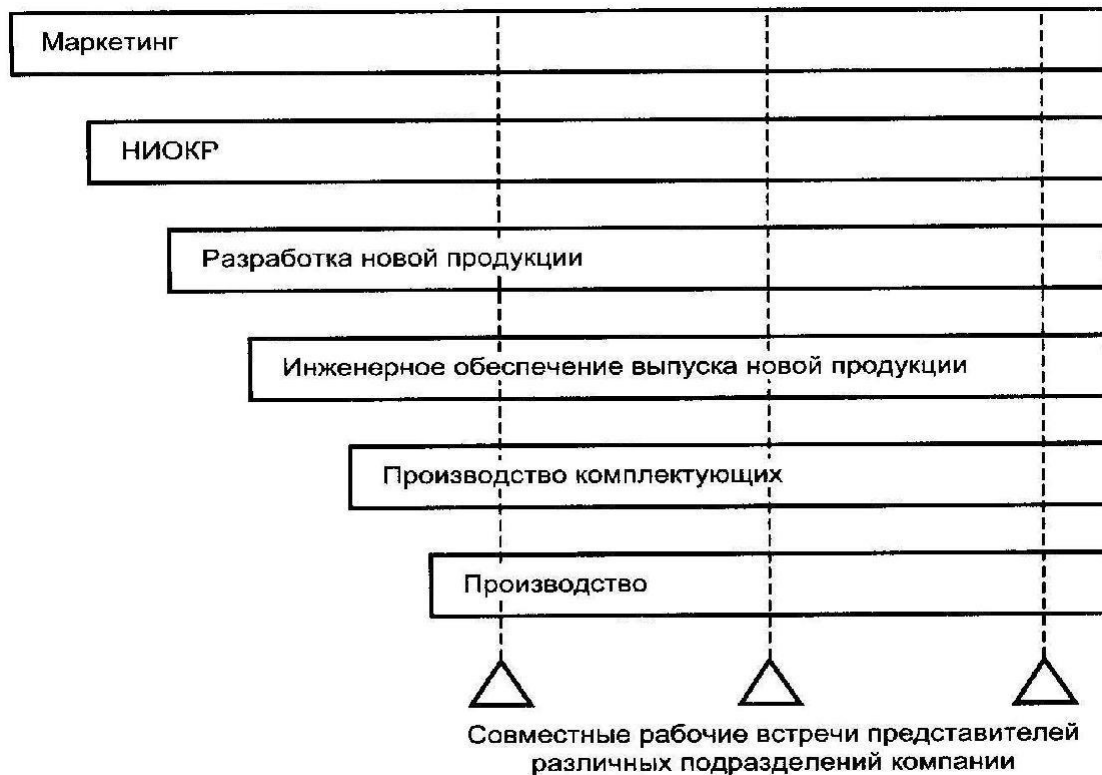 Маркетинг
НИОКР
Разработка новой продукции
Инженерное обеспечение выпуска новой продукции
Производство комплектующих
Производство
Совместные рабочие встречи представителей
различных подразделений компании